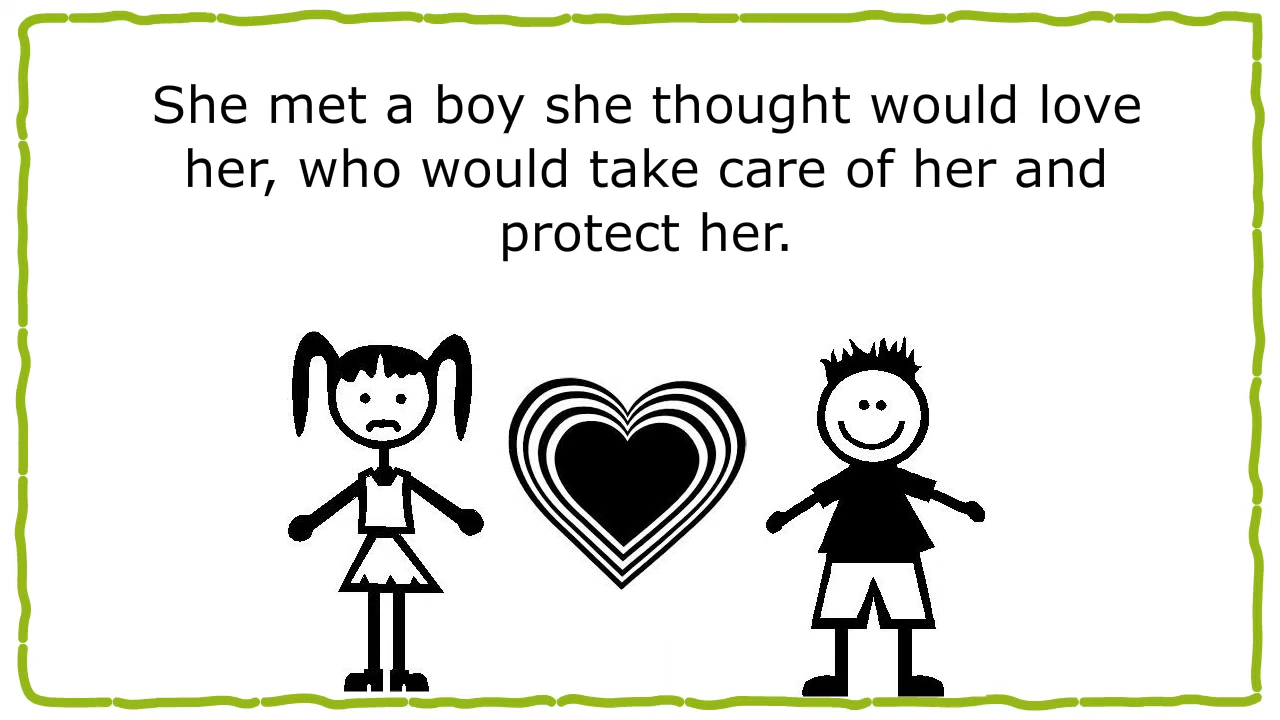 She met a boy she thought would love
her, who would take care of her and
protect her.